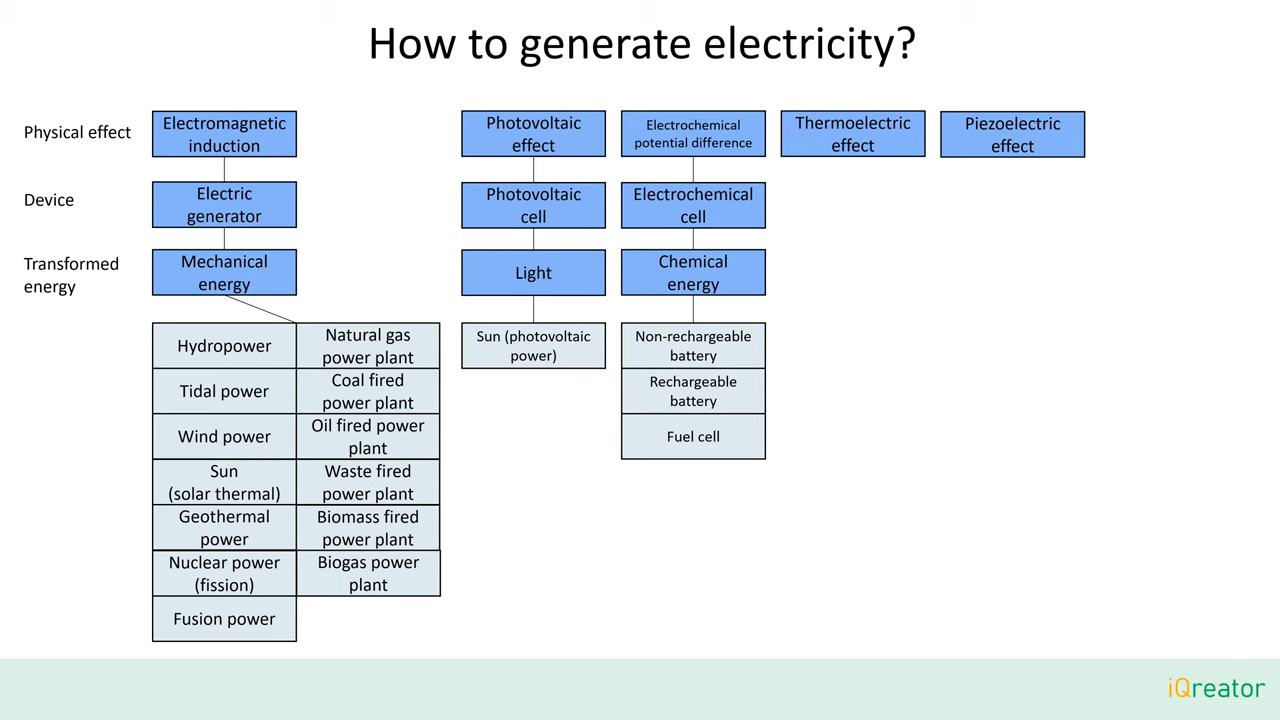 How to generate electricity?
Physical effect
Electromagnetic
induction
Photovoltaic
effect
Electrochemical
potential difference
Thermoelectric
effect
Piezoelectric
effect
Device
Electric
generator
Photovoltaic
cell
Electrochemical
cell
Transformed
energy
Mechanical
energy
Light
Chemical
energy
Hydropower
Natural gas
power plant
Sun (photovoltaic
power)
Non-rechargeable
battery
Tidal power
Coal fired
power plant
Rechargeable
battery
Wind power
Oil fired power
plant
Fuel cell
Sun
(solar thermal)
Waste fired
power plant
Geothermal
power
Biomass fired
power plant
Nuclear power
(fission)
Biogas power
plant
Fusion power
iQreator